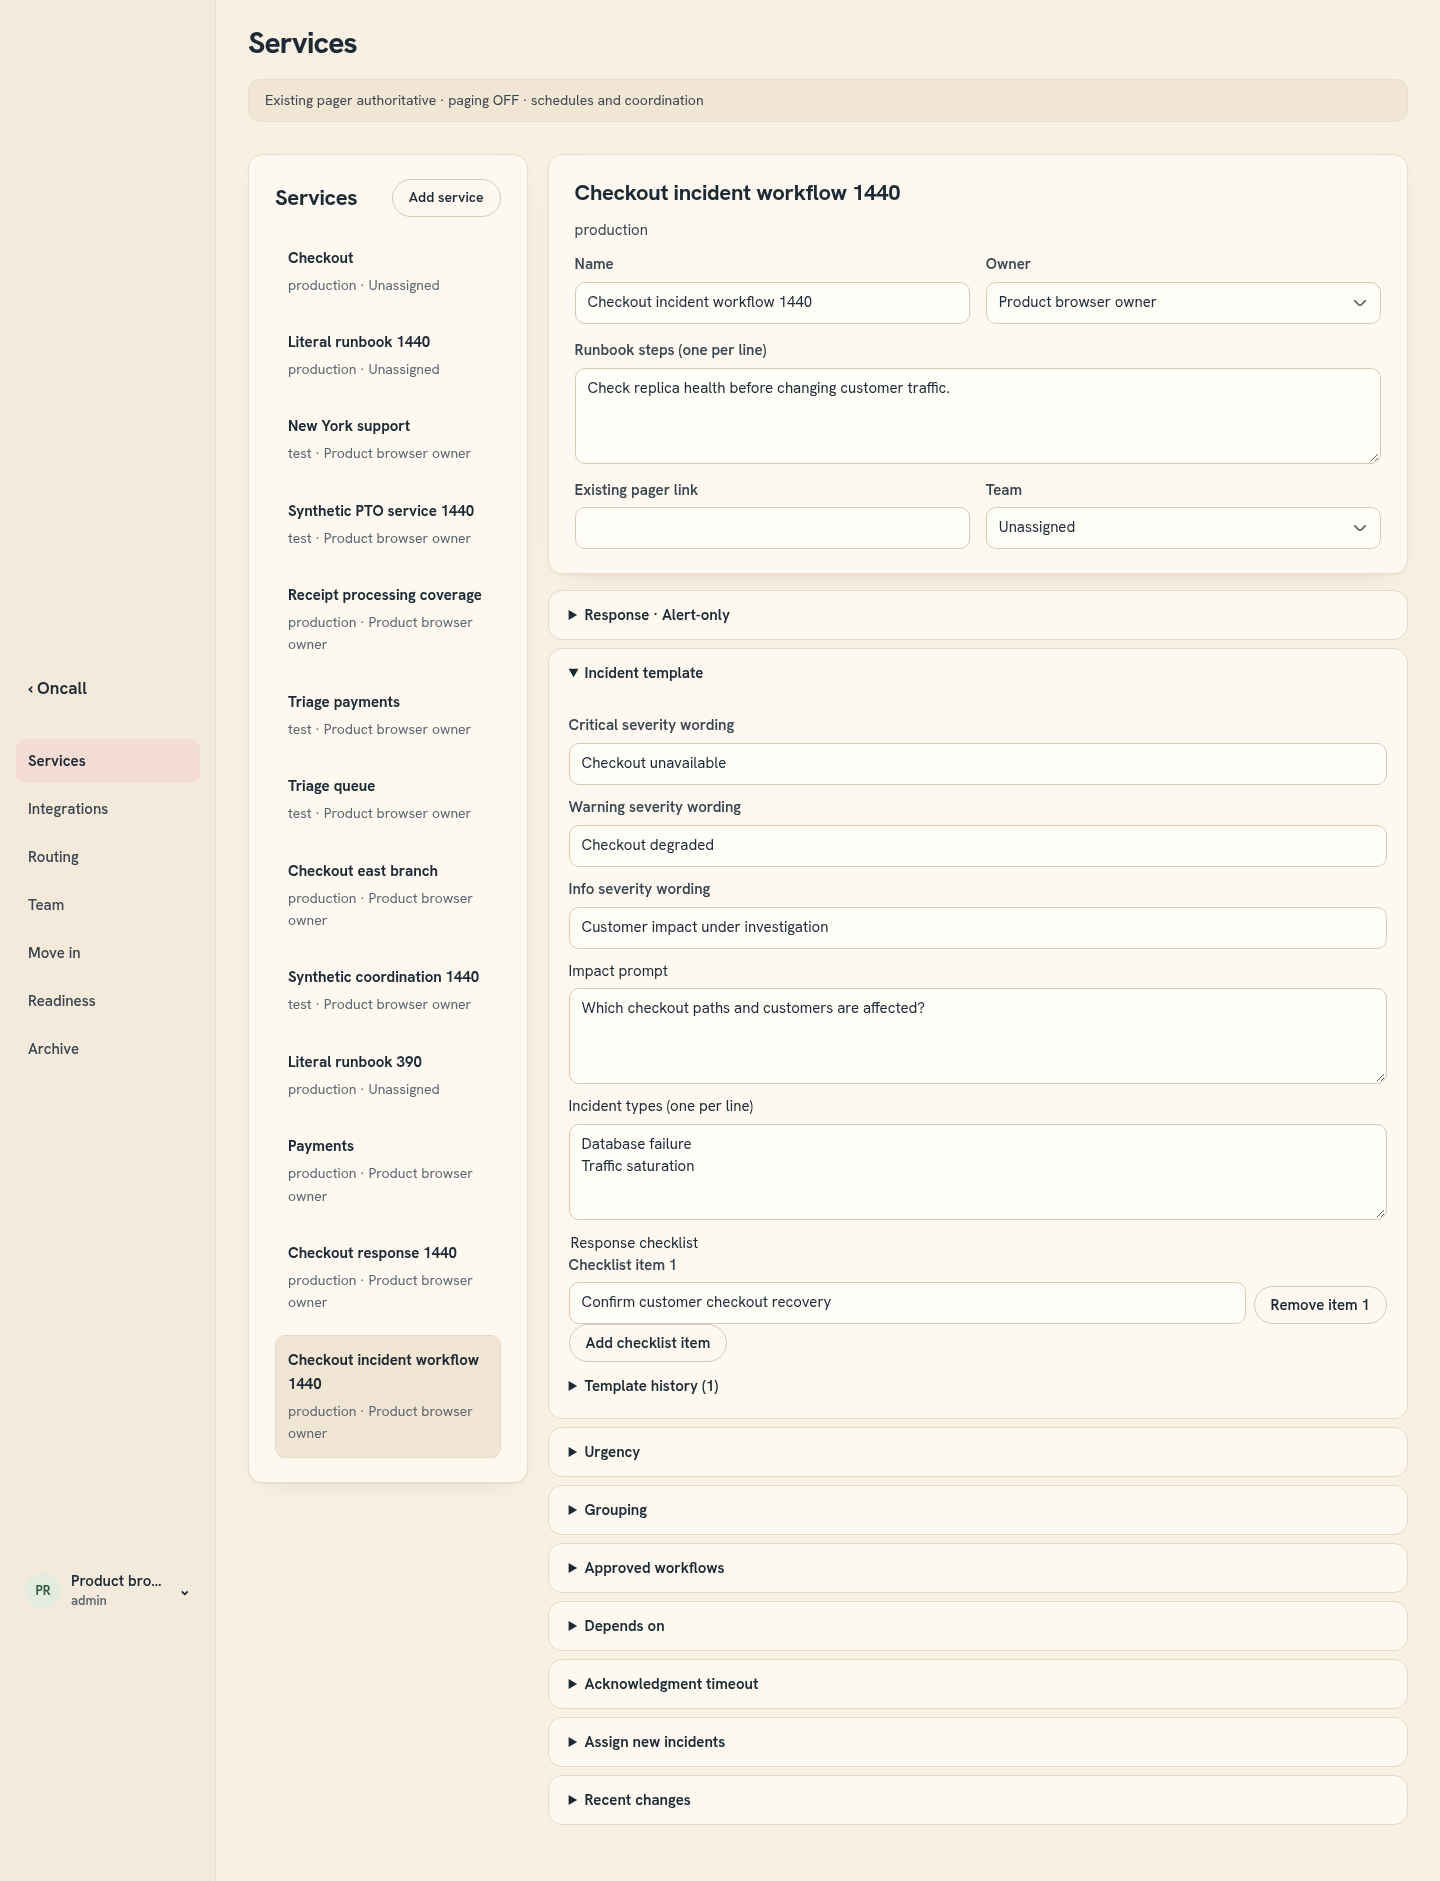 Services
Existing pager authoritative · paging OFF · schedules and coordination
‹ Oncall
Services
Integrations
Routing
Team
Move in
Readiness
Archive
PR
Product bro...
admin
Services
Add service
Checkout
production · Unassigned
Literal runbook 1440
production · Unassigned
New York support
test · Product browser owner
Synthetic PTO service 1440
test · Product browser owner
Receipt processing coverage
production · Product browser
owner
Triage payments
test · Product browser owner
Triage queue
test · Product browser owner
Checkout east branch
production · Product browser
owner
Synthetic coordination 1440
test · Product browser owner
Literal runbook 390
production · Unassigned
Payments
production · Product browser
owner
Checkout response 1440
production · Product browser
owner
Checkout incident workflow
1440
production · Product browser
owner
Checkout incident workflow 1440
production
Name
Owner
Checkout incident workflow 1440
Product browser owner
Runbook steps (one per line)
Check replica health before changing customer traffic.
Existing pager link
Team
Unassigned
Response · Alert-only
Incident template
Critical severity wording
Checkout unavailable
Warning severity wording
Checkout degraded
Info severity wording
Customer impact under investigation
Impact prompt
Which checkout paths and customers are affected?
Incident types (one per line)
Database failure
Traffic saturation
Response checklist
Checklist item 1
Confirm customer checkout recovery
Remove item 1
Add checklist item
Template history (1)
Urgency
Grouping
Approved workflows
Depends on
Acknowledgment timeout
Assign new incidents
Recent changes